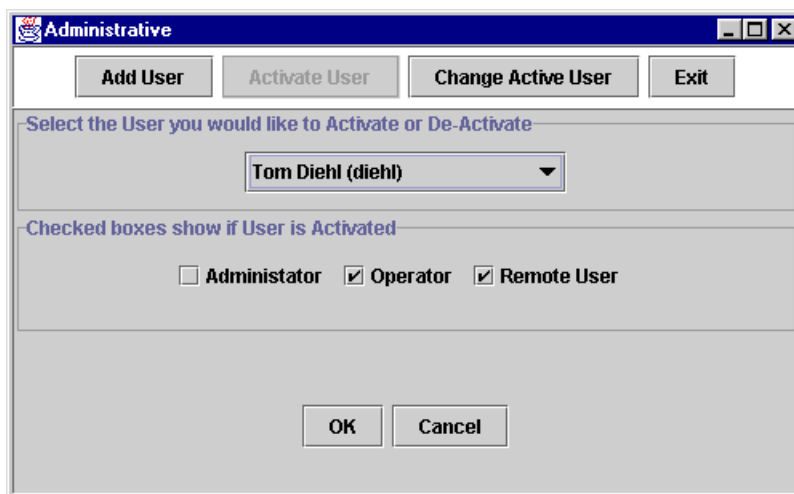 Administrative
Add User Activate User Change Active User Exit
Select the User you would like to Activate or De-Activate
Tom Diehl (diehl)
Checked boxes show if User is Activated
Administator Operator Remote User
OK Cancel